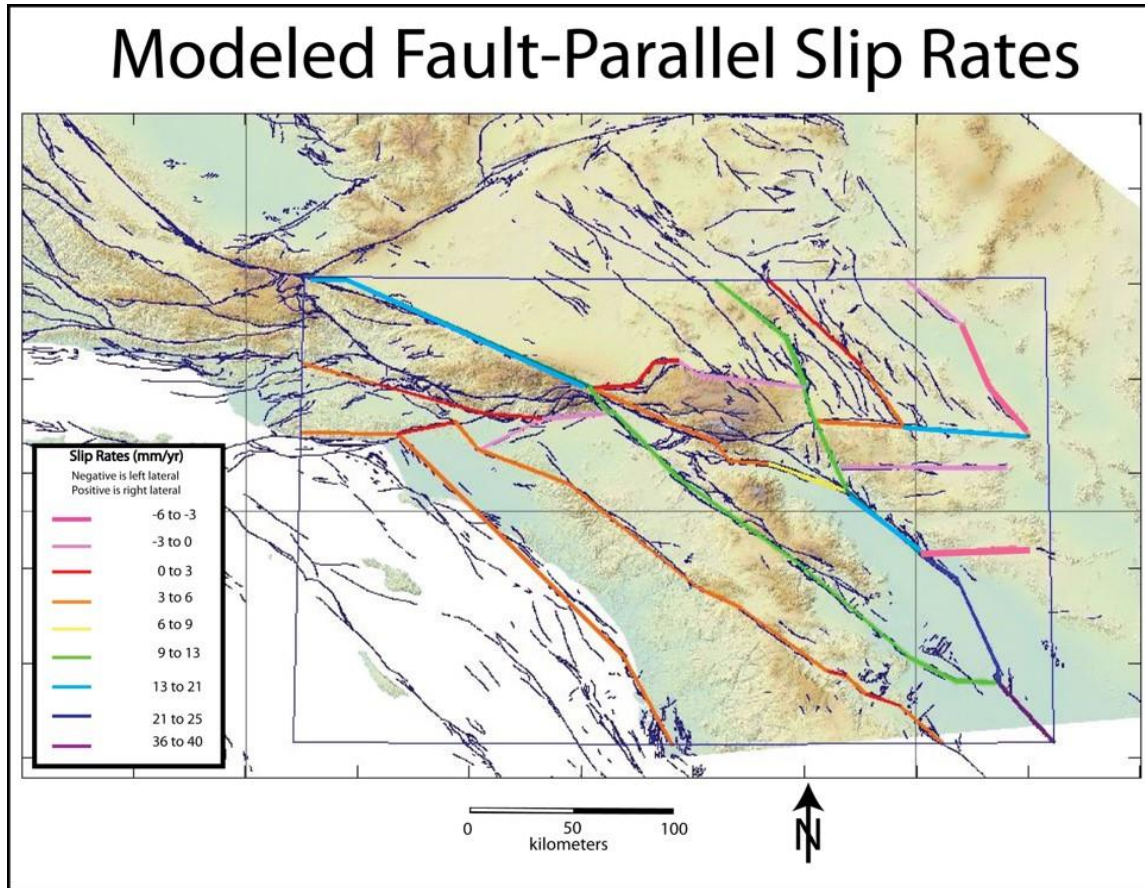 Modeled Fault-Parallel Slip Rates
Slip Rates (mm/yr)
Negative is left lateral
Positive is right lateral
-6 to -3
-3 to 0
0 to 3
3 to 6
6 to 9
9 to 13
13 to 21
21 to 25
36 to 40
0 50 100
kilometers
N